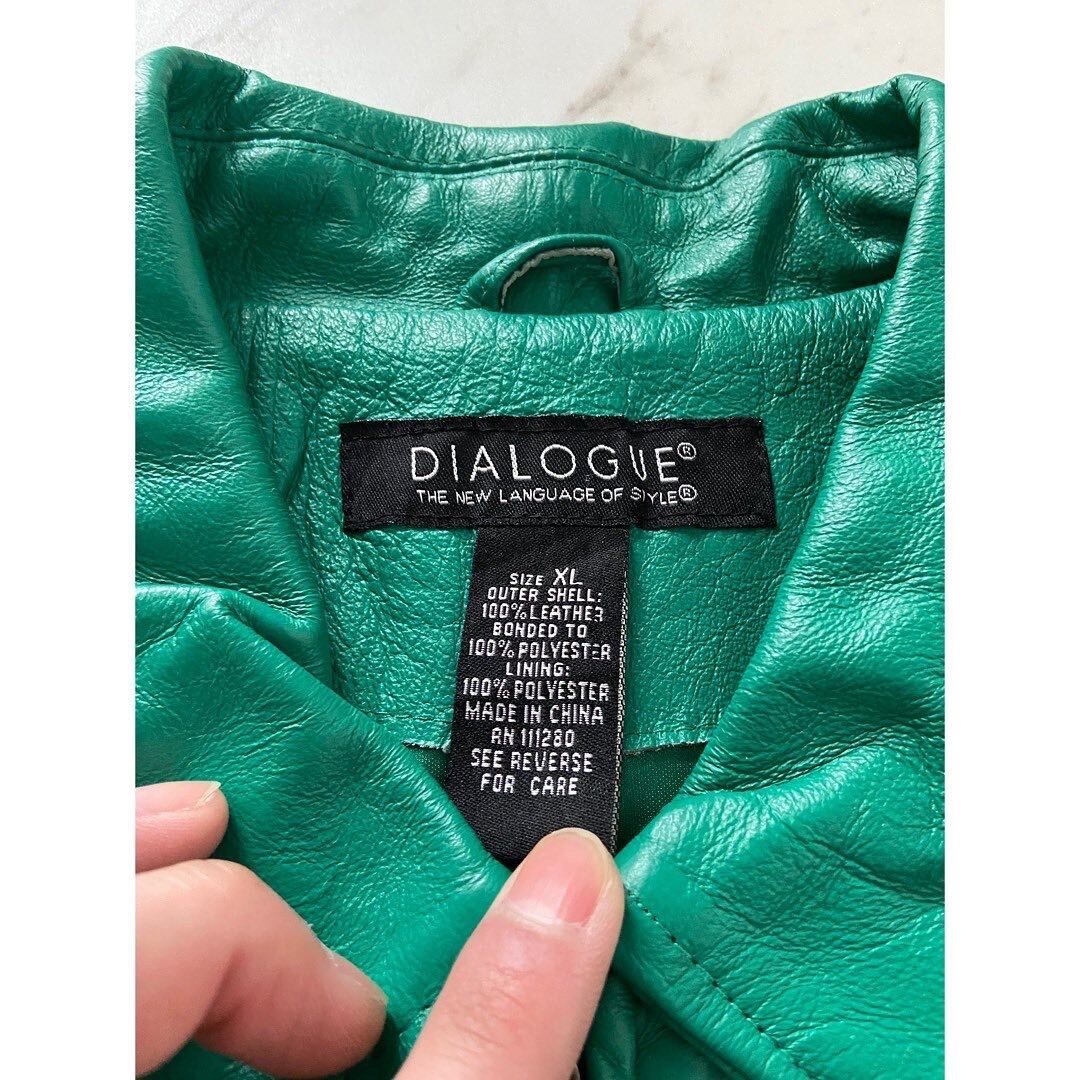 DIALOGUE®
THE NEW LANGUAGE OF STYLE®
SIZE XL
OUTER SHELL:
100% LEATHER
BONDED TO
100% POLYESTER
LINING:
100% POLYESTER
MADE IN CHINA
RN 111280
SEE REVERSE
FOR CARE